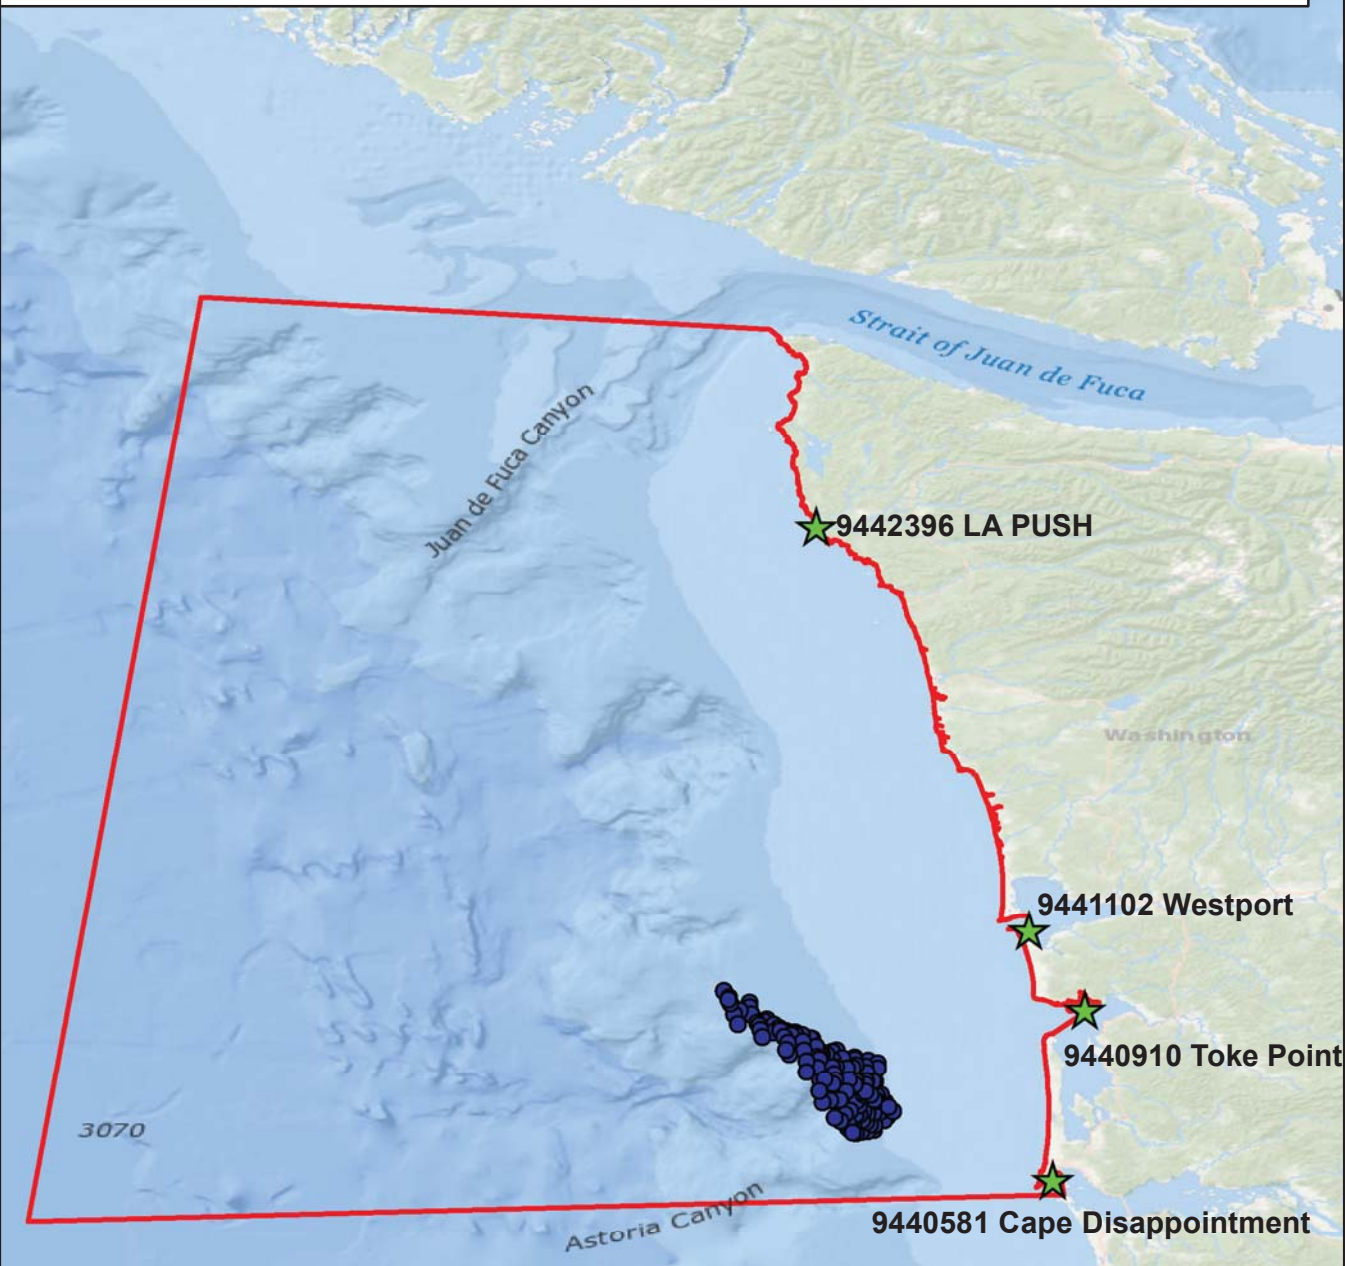 Strait of Juan de Fuca
Juan de Fuca Canyon
9442396 LA PUSH
Washington
9441102 Westport
9440910 Toke Point
3070
Astoria Canyon
9440581 Cape Disappointment